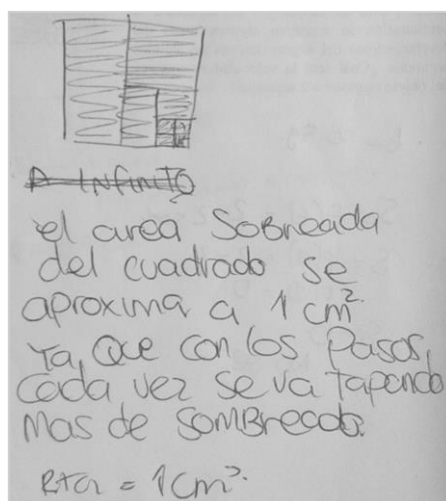 A INFINITO
el area SOBreada
del cuadrado se
aproxima a 1 cm².
Ya, que con los Pasos,
Cada vez se va Tapando
Mas de SOMBreado.
Rta = 1 cm².